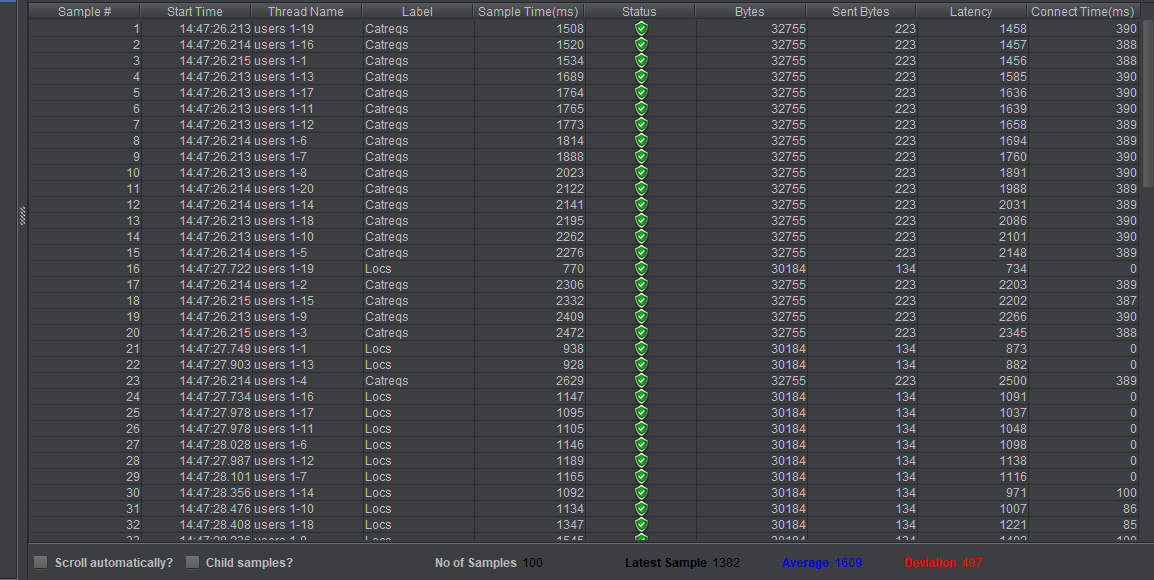 Sample # Start Time Thread Name Label Sample Time(ms) Status Bytes Sent Bytes Latency Connect Time(ms)
1 14:47:26.213 users 1-19 Catreqs 1508 32755 223 1458 390
2 14:47:26.214 users 1-16 Catreqs 1520 32755 223 1457 388
3 14:47:26.215 users 1-1 Catreqs 1534 32755 223 1456 388
4 14:47:26.213 users 1-13 Catreqs 1689 32755 223 1585 390
5 14:47:26.213 users 1-17 Catreqs 1764 32755 223 1636 390
6 14:47:26.213 users 1-11 Catreqs 1765 32755 223 1639 390
7 14:47:26.213 users 1-12 Catreqs 1773 32755 223 1658 389
8 14:47:26.214 users 1-6 Catreqs 1814 32755 223 1694 389
9 14:47:26.213 users 1-7 Catreqs 1888 32755 223 1760 390
10 14:47:26.213 users 1-8 Catreqs 2023 32755 223 1891 390
11 14:47:26.214 users 1-20 Catreqs 2122 32755 223 1988 389
12 14:47:26.214 users 1-14 Catreqs 2141 32755 223 2031 389
13 14:47:26.213 users 1-18 Catreqs 2195 32755 223 2086 390
14 14:47:26.213 users 1-10 Catreqs 2262 32755 223 2101 390
15 14:47:26.214 users 1-5 Catreqs 2276 32755 223 2148 389
16 14:47:27.722 users 1-19 Locs 770 30184 134 734 0
17 14:47:26.214 users 1-2 Catreqs 2306 32755 223 2203 389
18 14:47:26.215 users 1-15 Catreqs 2332 32755 223 2202 387
19 14:47:26.213 users 1-9 Catreqs 2409 32755 223 2266 390
20 14:47:26.215 users 1-3 Catreqs 2472 32755 223 2345 388
21 14:47:27.749 users 1-1 Locs 938 30184 134 873 0
22 14:47:27.903 users 1-13 Locs 928 30184 134 882 0
23 14:47:26.214 users 1-4 Catreqs 2629 32755 223 2500 389
24 14:47:27.734 users 1-16 Locs 1147 30184 134 1091 0
25 14:47:27.978 users 1-17 Locs 1095 30184 134 1037 0
26 14:47:27.978 users 1-11 Locs 1105 30184 134 1048 0
27 14:47:28.028 users 1-6 Locs 1146 30184 134 1098 0
28 14:47:27.987 users 1-12 Locs 1189 30184 134 1138 0
29 14:47:28.101 users 1-7 Locs 1165 30184 134 1116 0
30 14:47:28.356 users 1-14 Locs 1092 30184 134 971 100
31 14:47:28.476 users 1-10 Locs 1134 30184 134 1007 86
32 14:47:28.408 users 1-18 Locs 1347 30184 134 1221 85
Scroll automatically? Child samples? No of Samples 100 Latest Sample 1382 Average 1609 Deviation 497